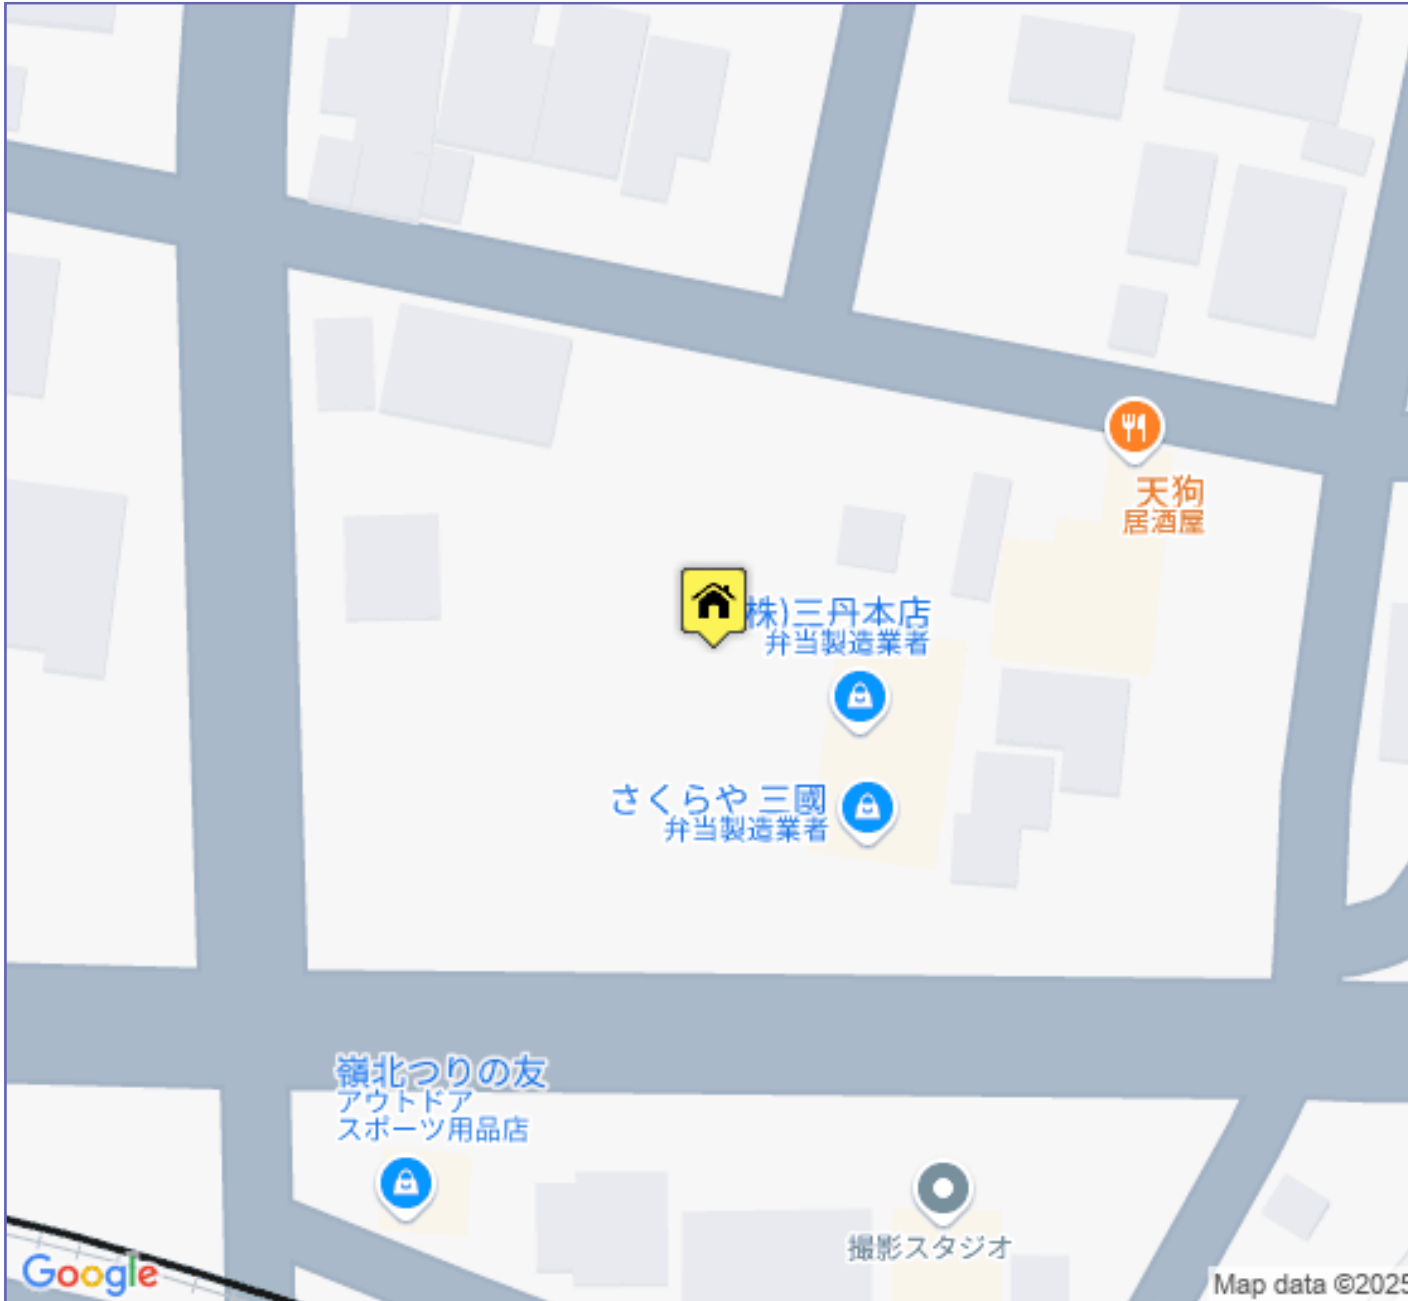 天狗
居酒屋
株)三丹本店
弁当製造業者
さくらや 三國
弁当製造業者
嶺北つりの友
アウトドア
スポーツ用品店
撮影スタジオ
Google
Map data ©2025